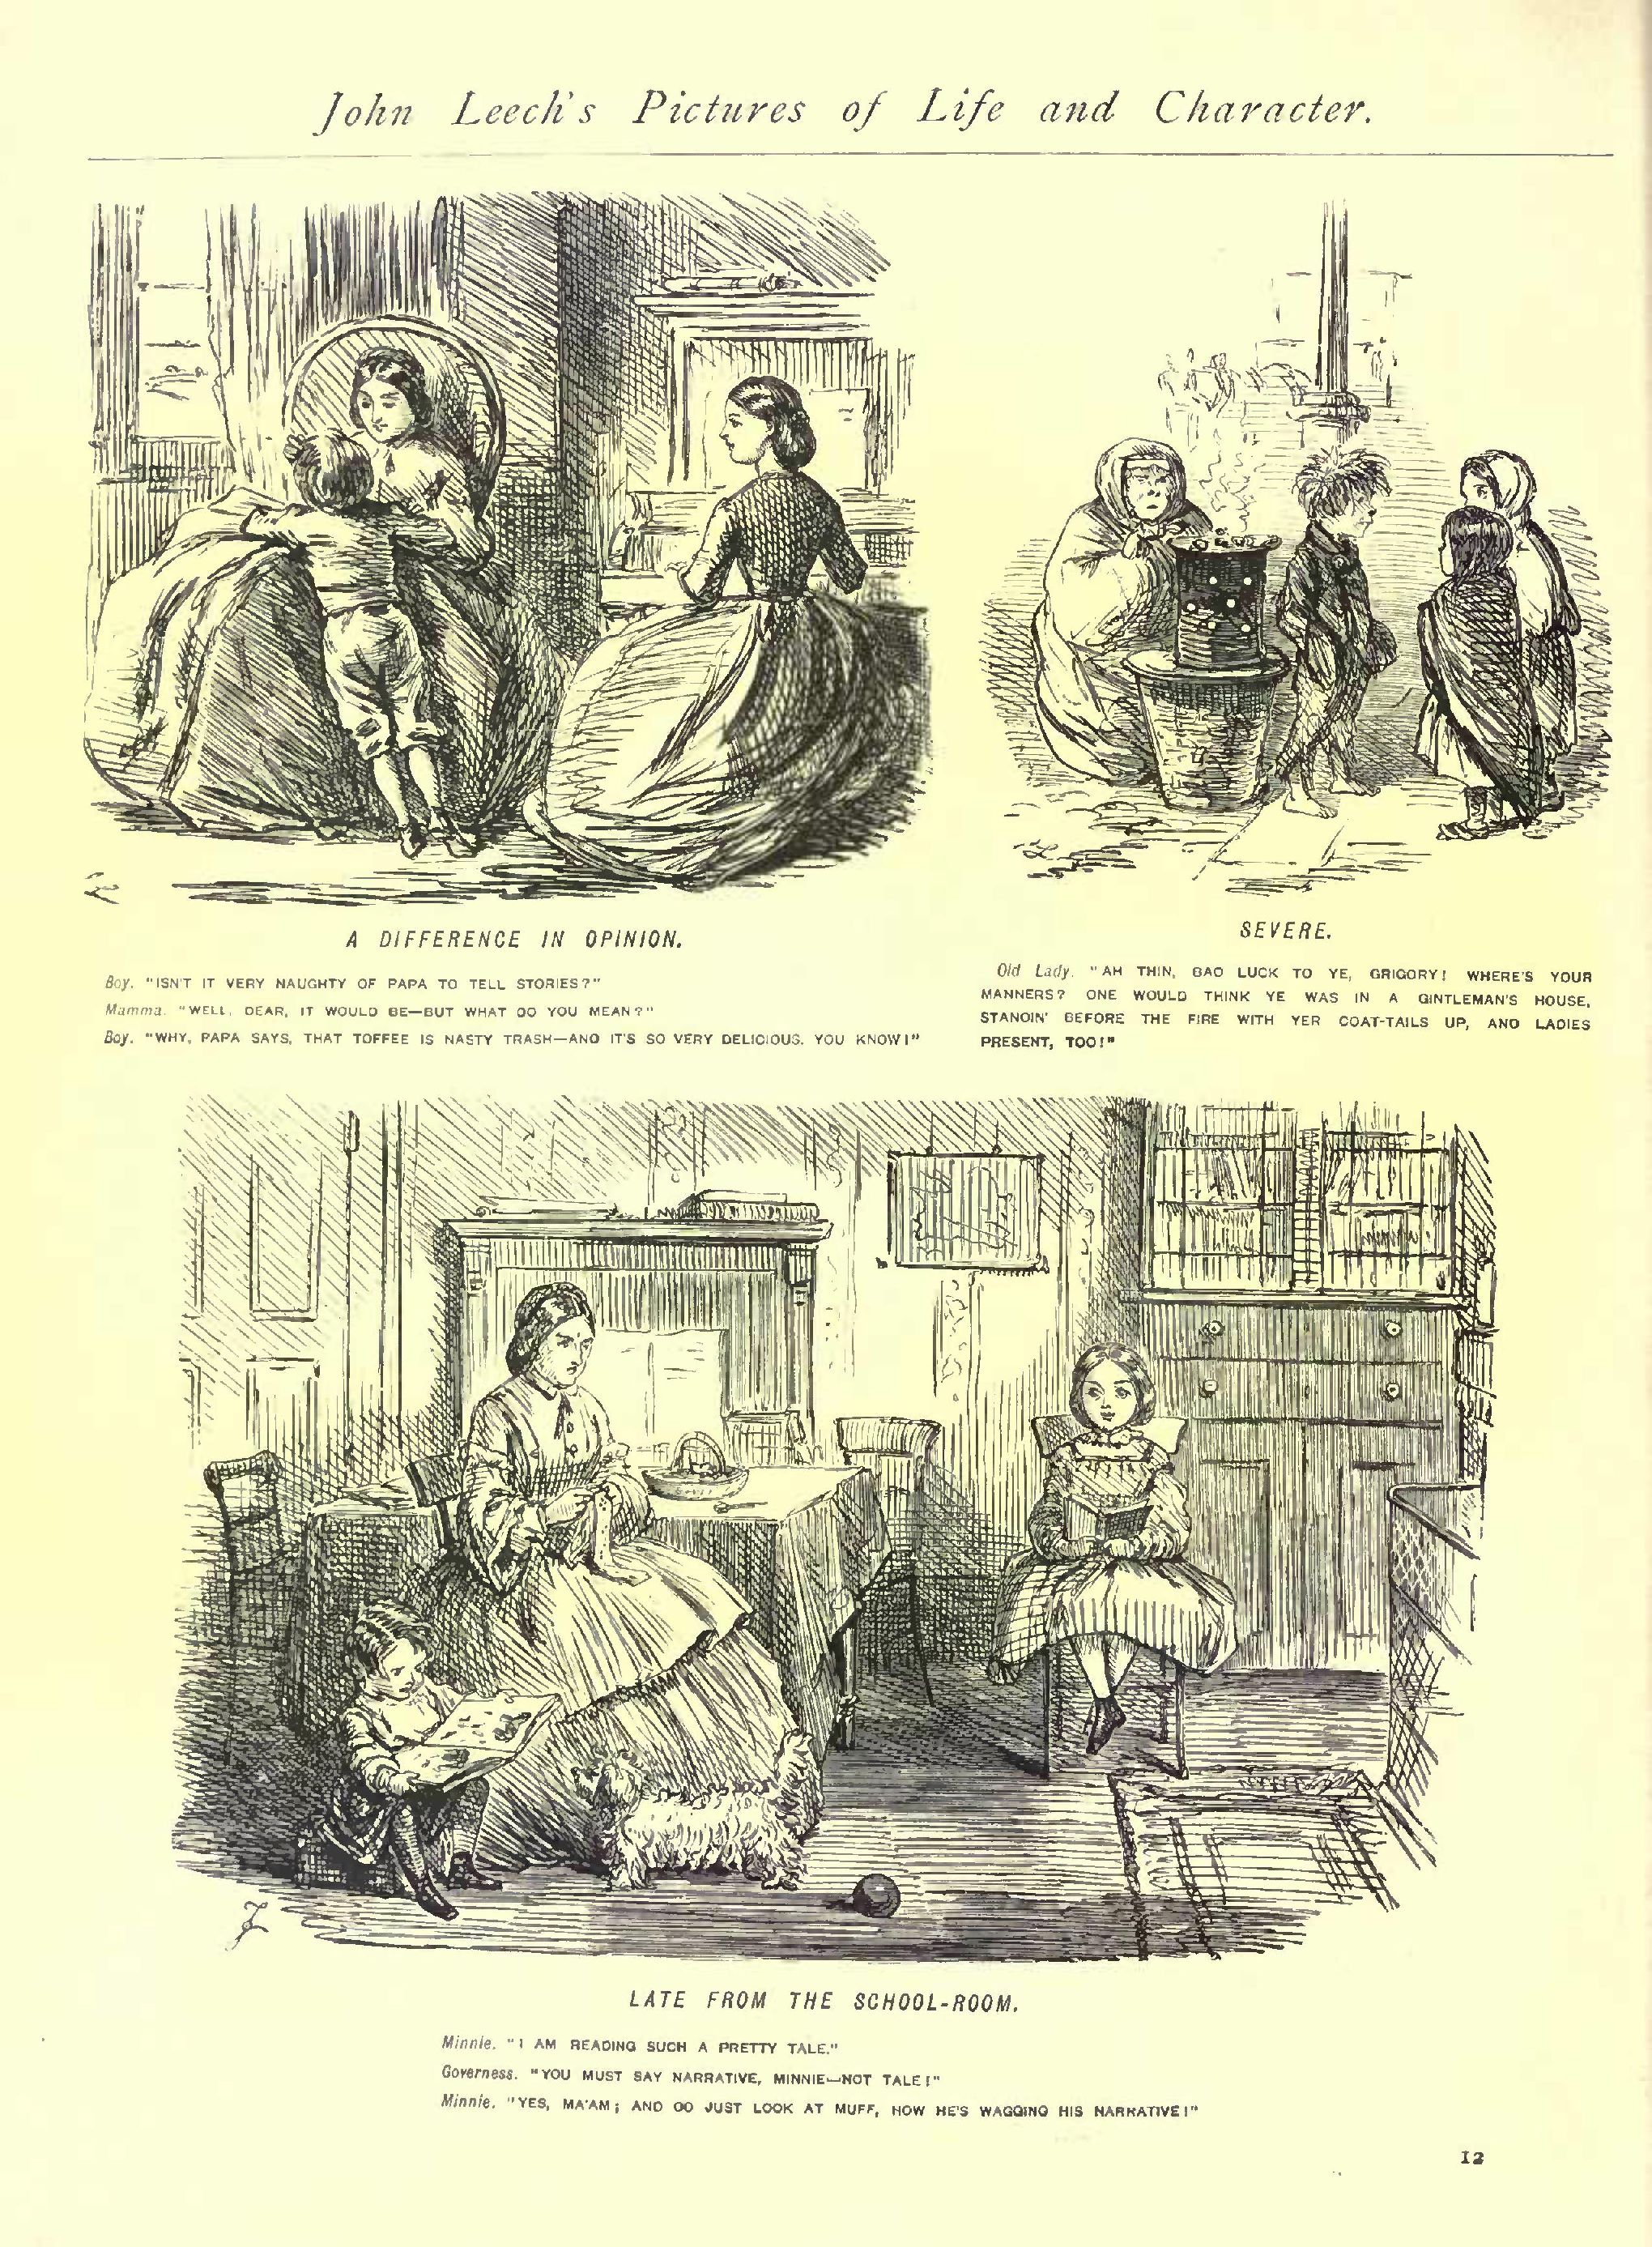 John Leech's Pictures of Life and Character.
A DIFFERENCE IN OPINION.
Boy. "ISN'T IT VERY NAUGHTY OF PAPA TO TELL STORIES?"
Mamma. "WELL, DEAR, IT WOULD BE—BUT WHAT DO YOU MEAN?"
Boy. "WHY, PAPA SAYS, THAT TOFFEE IS NASTY TRASH—AND IT'S SO VERY DELICIOUS, YOU KNOW!"
SEVERE.
Old Lady. "AH THIN, BAD LUCK TO YE, GRIGORY! WHERE'S YOUR
MANNERS? ONE WOULD THINK YE WAS IN A GINTLEMAN'S HOUSE,
STANDIN' BEFORE THE FIRE WITH YER COAT-TAILS UP, AND LADIES
PRESENT, TOO!"
LATE FROM THE SCHOOL-ROOM.
Minnie. "I AM READING SUCH A PRETTY TALE."
Governess. "YOU MUST SAY NARRATIVE, MINNIE—NOT TALE!"
Minnie. "YES, MA'AM; AND DO JUST LOOK AT MUFF, HOW HE'S WAGGING HIS NARRATIVE!"
12